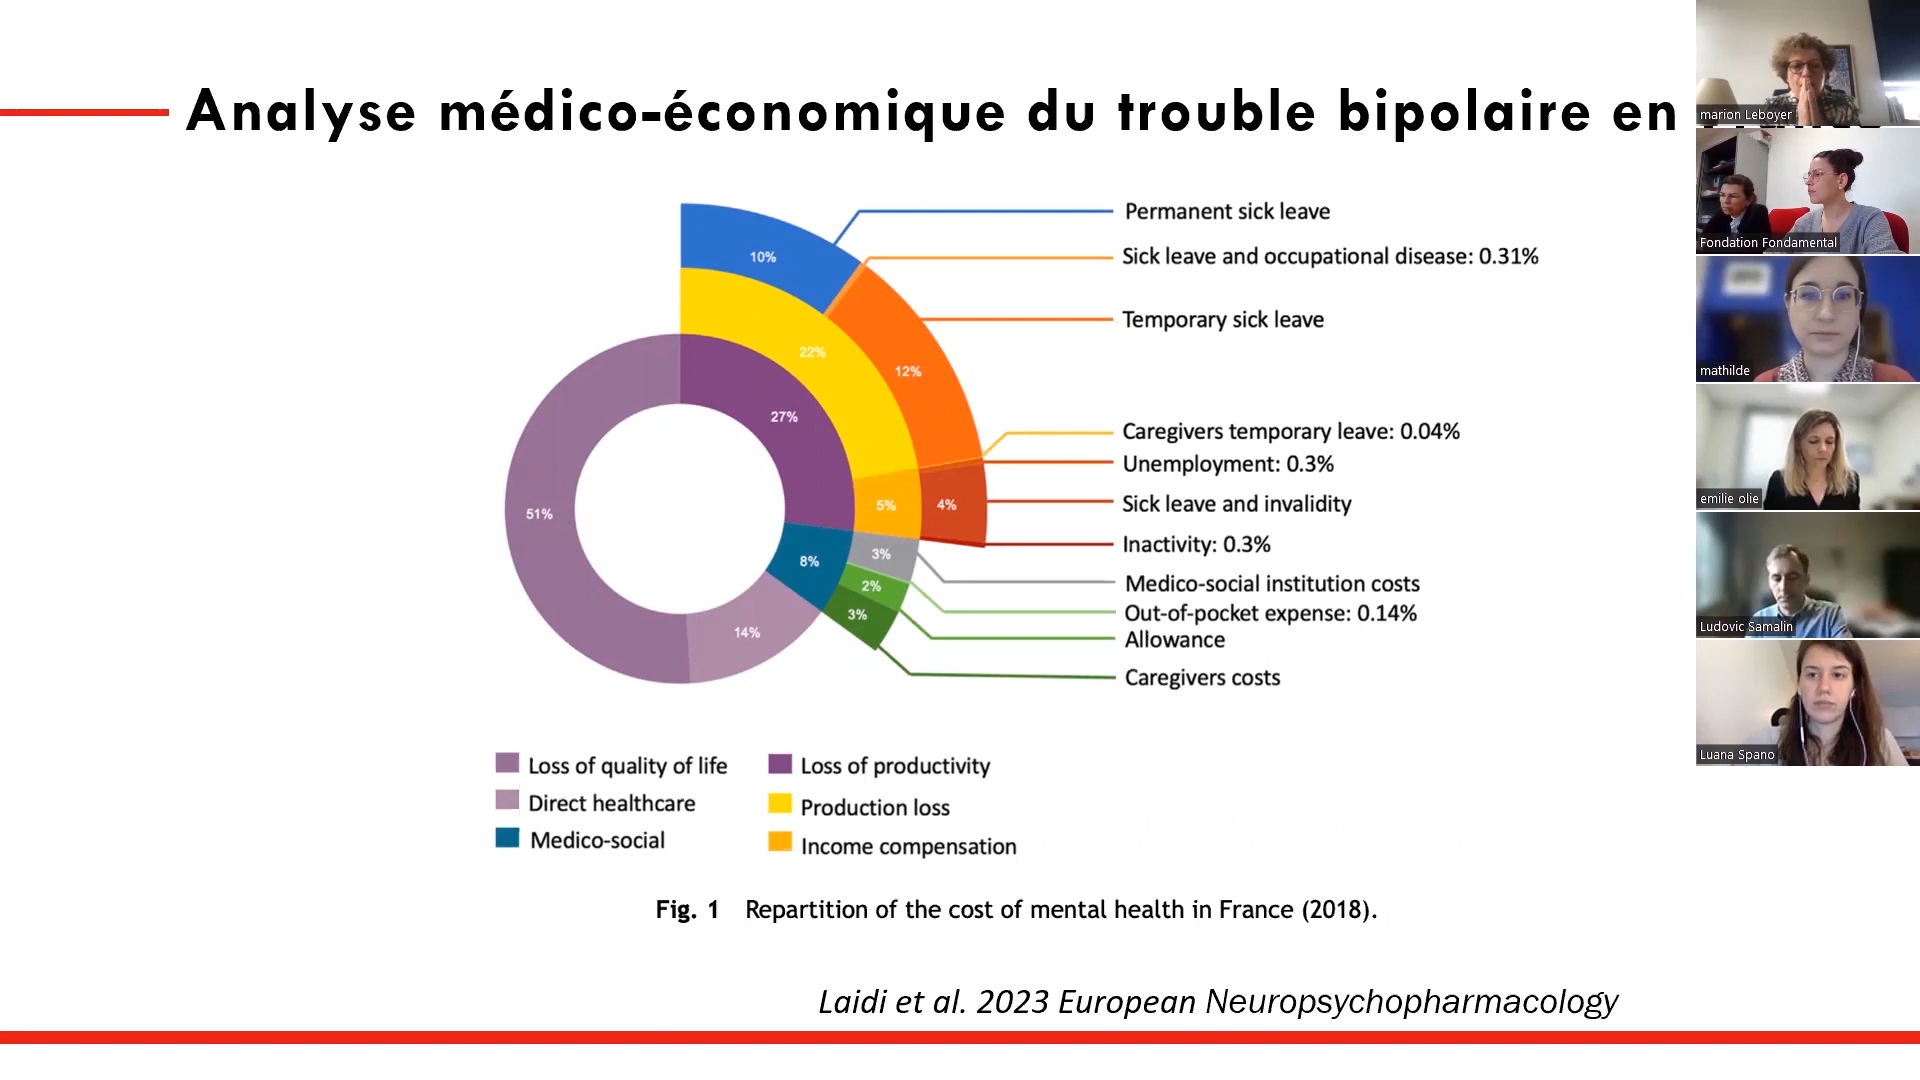 Analyse médico-économique du trouble bipolaire en
Permanent sick leave
Sick leave and occupational disease: 0.31%
Temporary sick leave
Caregivers temporary leave: 0.04%
Unemployment: 0.3%
Sick leave and invalidity
Inactivity: 0.3%
Medico-social institution costs
Out-of-pocket expense: 0.14%
Allowance
Caregivers costs
10%
22%
12%
27%
5%
4%
51%
3%
8%
2%
3%
14%
Loss of quality of life
Direct healthcare
Medico-social
Loss of productivity
Production loss
Income compensation
Fig. 1 Repartition of the cost of mental health in France (2018).
Laidi et al. 2023 European Neuropsychopharmacology
marion Leboyer
Fondation Fondamental
mathilde
emilie olie
Ludovic Samalin
Luana Spano